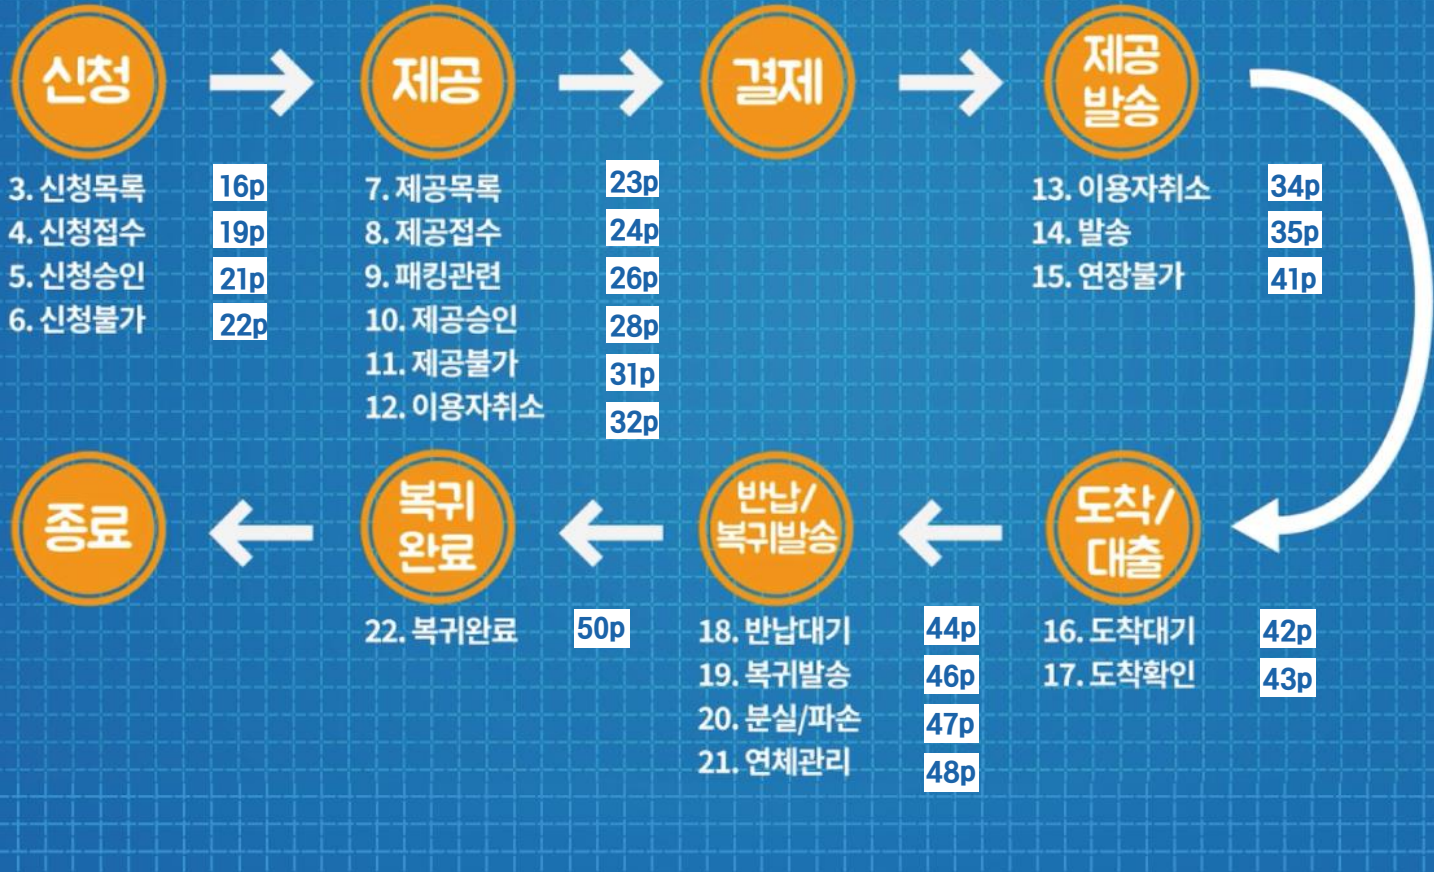 신청
제공
결제
제공
발송
3. 신청목록 16p
4. 신청접수 19p
5. 신청승인 21p
6. 신청불가 22p
7. 제공목록 23p
8. 제공접수 24p
9. 패킹관련 26p
10. 제공승인 28p
11. 제공불가 31p
12. 이용자취소 32p
13. 이용자취소 34p
14. 발송 35p
15. 연장불가 41p
도착/
대출
16. 도착대기 42p
17. 도착확인 43p
반납/
복귀발송
18. 반납대기 44p
19. 복귀발송 46p
20. 분실/파손 47p
21. 연체관리 48p
복귀
완료
22. 복귀완료 50p
종료